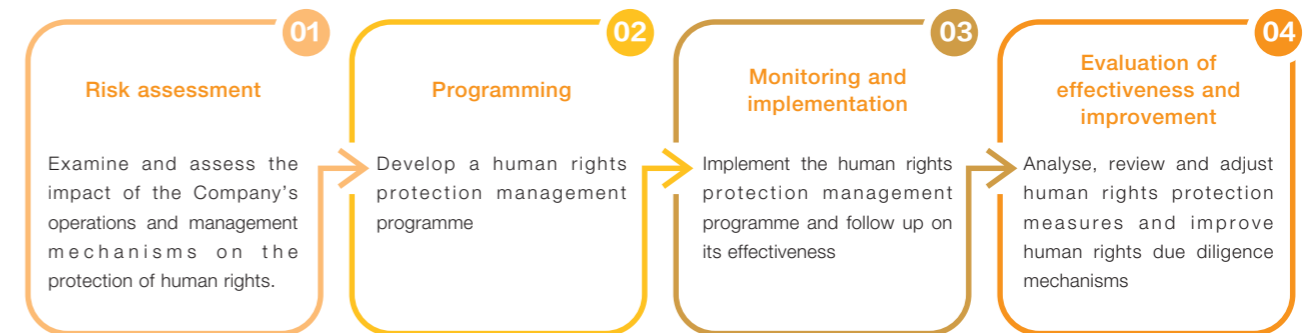 01
Risk assessment
Examine and assess the
impact of the Company's
operations and management
mechanisms on the
protection of human rights.
02
Programming
Develop a human rights
protection management
programme
03
Monitoring and
implementation
Implement the human rights
protection management
programme and follow up on
its effectiveness
04
Evaluation of
effectiveness and
improvement
Analyse, review and adjust
human rights protection
measures and improve
human rights due diligence
mechanisms